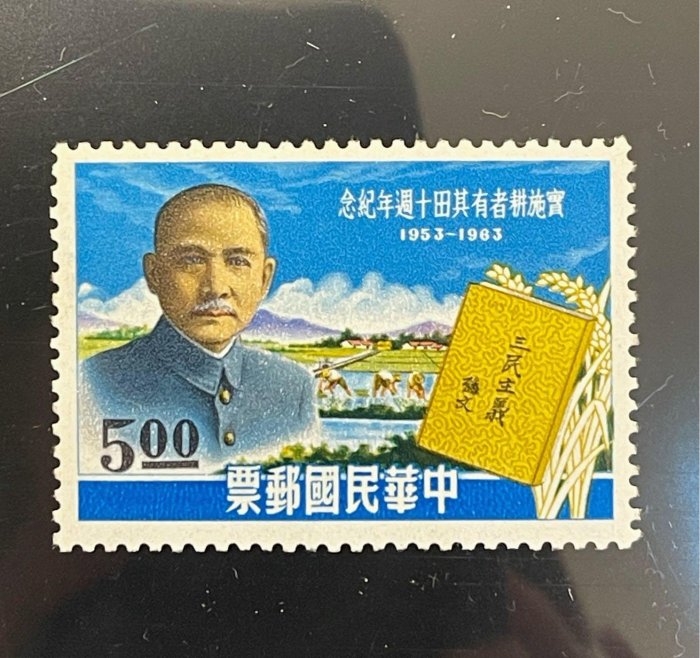 實施耕者有其田十週年紀念
1953-1963
三民主義
孫文
5.00
中華民國郵票